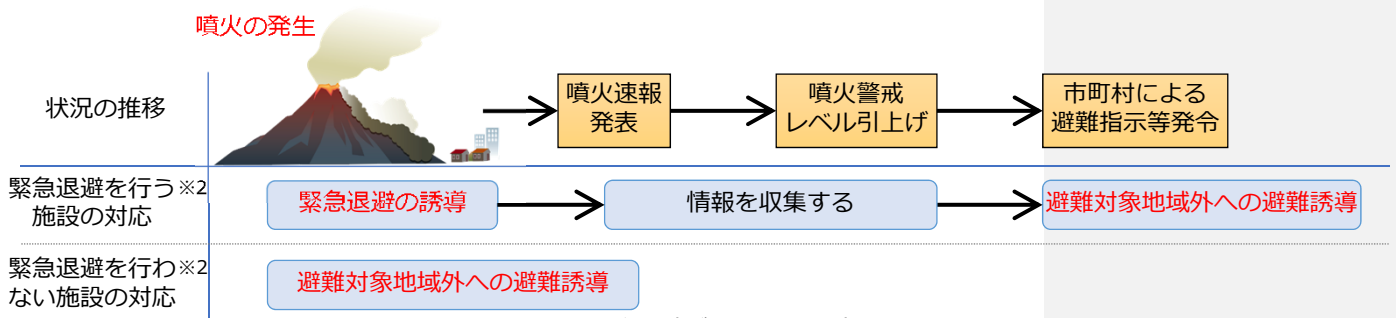 噴火の発生
状況の推移
噴火速報
発表
噴火警戒
レベル引上げ
市町村による
避難指示等発令
緊急退避を行う※2
施設の対応
緊急退避の誘導
情報を収集する
避難対象地域外への避難誘導
緊急退避を行わ※2
ない施設の対応
避難対象地域外への避難誘導